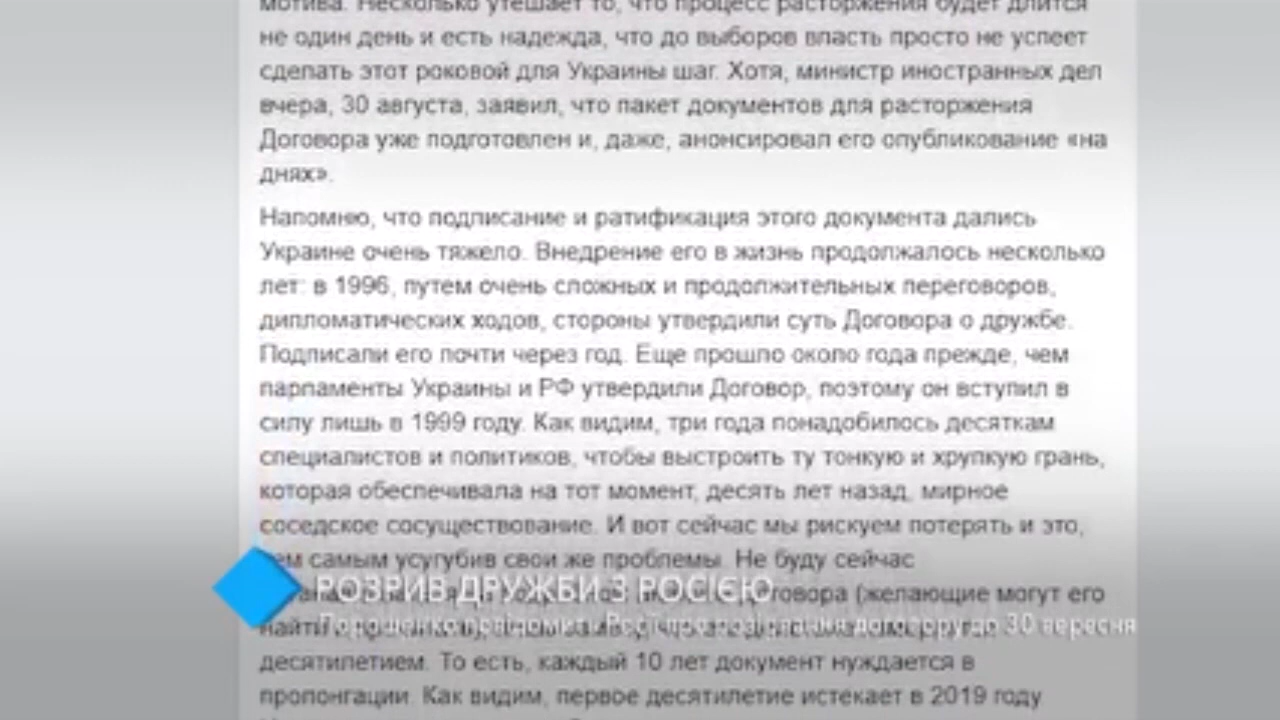 мотива. Несколько утешает то, что процесс расторжения будет длится
не один день и есть надежда, что до выборов власть просто не успеет
сделать этот роковой для Украины шаг. Хотя, министр иностранных дел
вчера, 30 августа, заявил, что пакет документов для расторжения
Договора уже подготовлен и, даже, анонсировал его опубликование «на
днях».
Напомню, что подписание и ратификация этого документа дались
Украине очень тяжело. Внедрение его в жизнь продолжалось несколько
лет: в 1996, путем очень сложных и продолжительных переговоров,
дипломатических ходов, стороны утвердили суть Договора о дружбе.
Подписали его почти через год. Еще прошло около года прежде, чем
парламенты Украины и РФ утвердили Договор, поэтому он вступил в
силу лишь в 1999 году. Как видим, три года понадобилось десяткам
специалистов и политиков, чтобы выстроить ту тонкую и хрупкую грань,
которая обеспечивала на тот момент, десять лет назад, мирное
соседское сосуществование. И вот сейчас мы рискуем потерять и это,
самым усугубив свои же проблемы. Не буду сейчас
РОЗРИВ ДРУЖБИ З РОСІЄЮ
(желающие могут его
найти
до 30 вересня
десятилетием. То есть, каждый 10 лет документ нуждается в
пропонгации. Как видим, первое десятилетие истекает в 2019 году